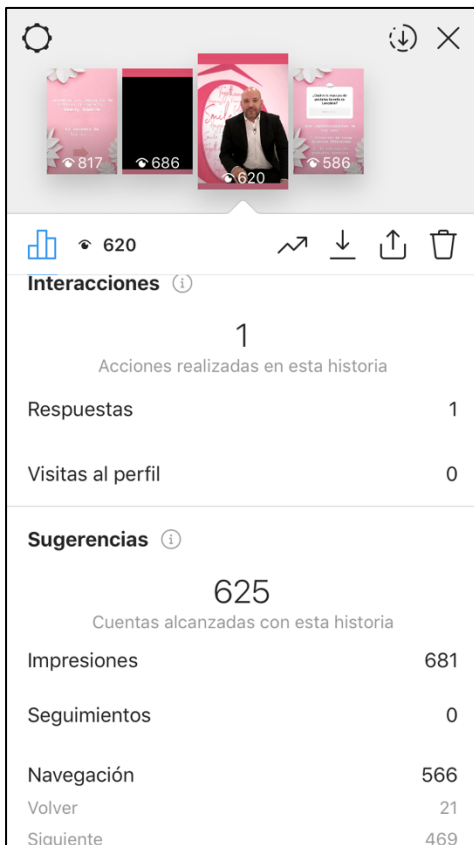 817
686
620
586
620
Interacciones
1
Acciones realizadas en esta historia
Respuestas 1
Visitas al perfil 0
Sugerencias
625
Cuentas alcanzadas con esta historia
Impresiones 681
Seguimientos 0
Navegación 566
Volver 21
Siguiente 469